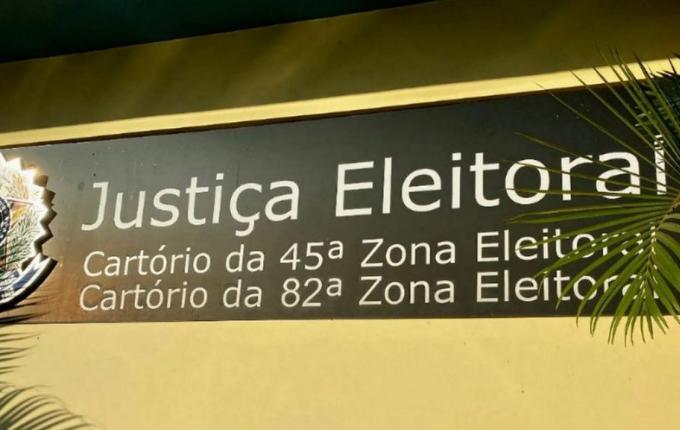 Justiça Eleitoral
Cartório da 45ª Zona Eleitoral
Cartório da 82ª Zona Eleitoral